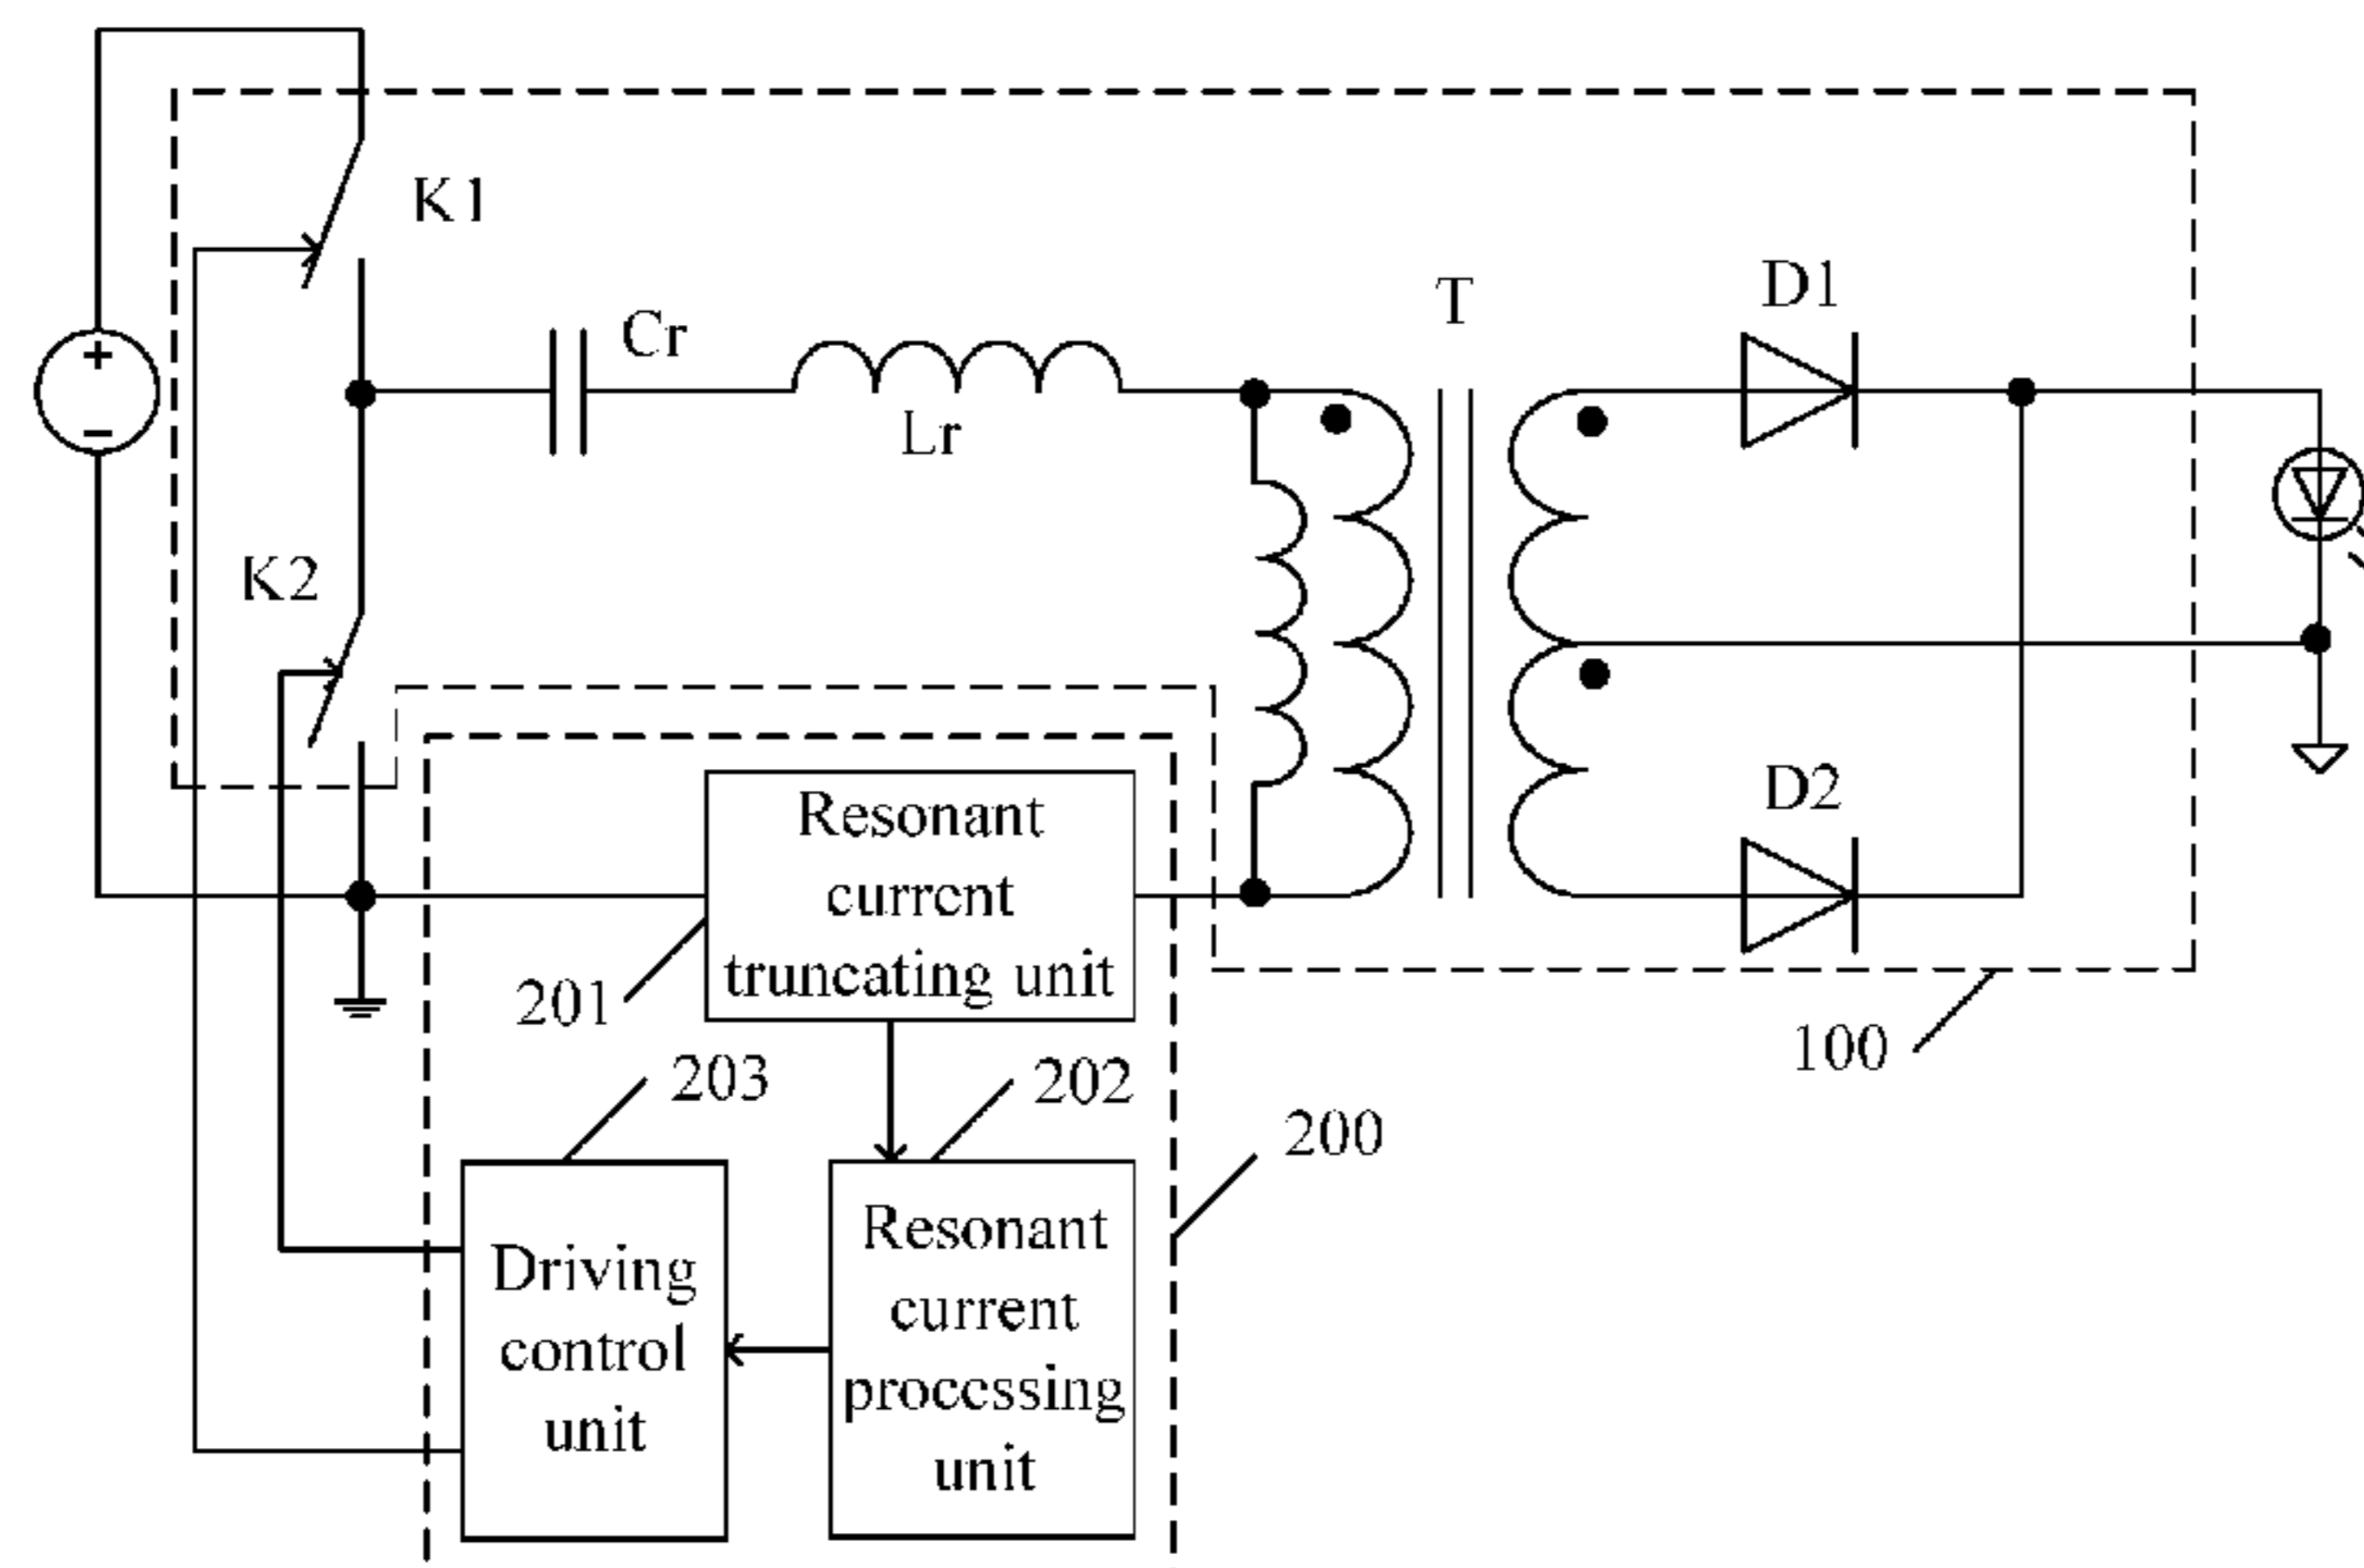 K1
Cr
T
D1
Lr
K2
D2
Resonant
current
truncating unit
201
100
203
202
200
Driving
control
unit
Resonant
current
processing
unit